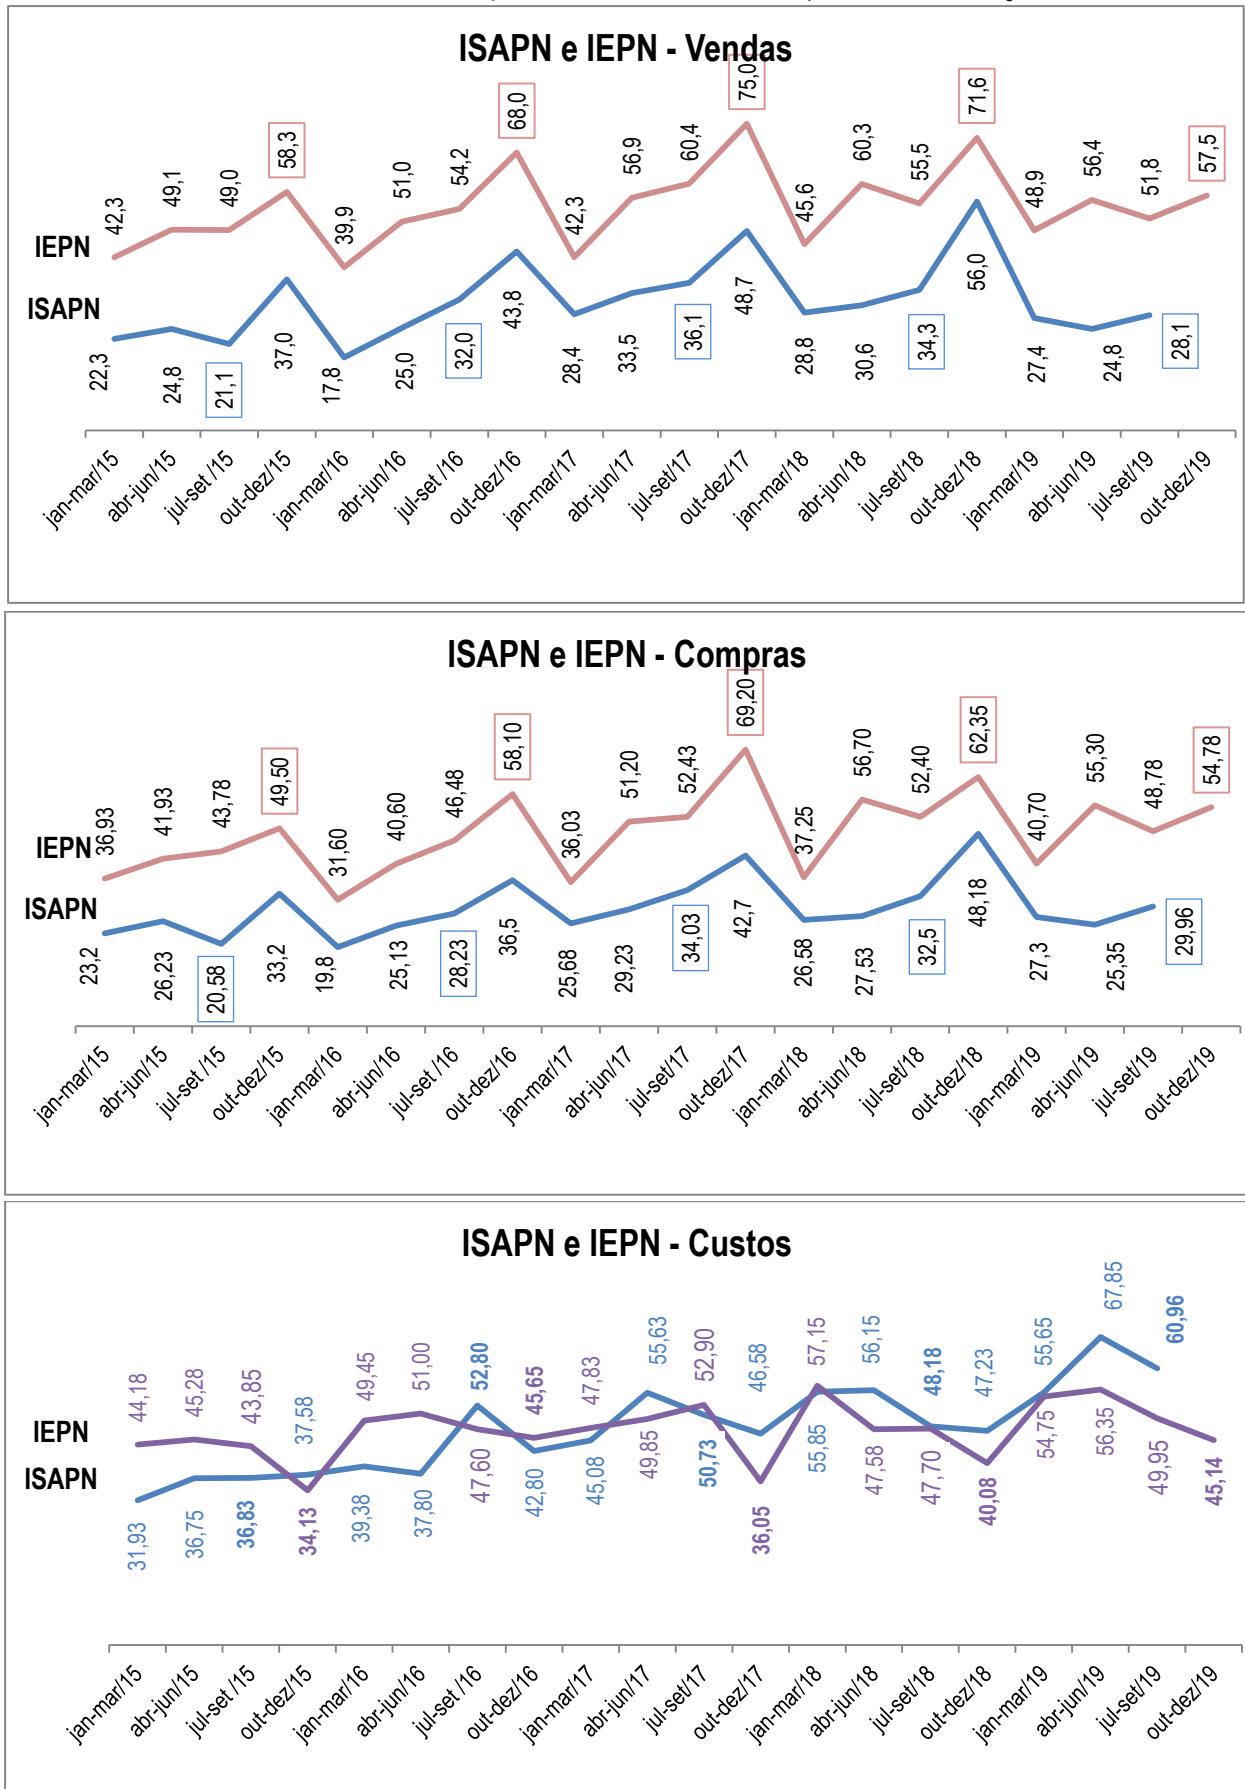 ISAPN e IEPN - Vendas
42,3
49,1
49,0
58,3
39,9
51,0
54,2
68,0
42,3
56,9
60,4
75,0
45,6
60,3
55,5
71,6
48,9
56,4
51,8
57,5
IEPN
ISAPN
22,3
24,8
21,1
37,0
17,8
25,0
32,0
43,8
28,4
33,5
36,1
48,7
28,8
30,6
34,3
56,0
27,4
24,8
28,1
jan-mar/15
abr-jun/15
jul-set /15
out-dez/15
jan-mar/16
abr-jun/16
jul-set /16
out-dez/16
jan-mar/17
abr-jun/17
jul-set/17
out-dez/17
jan-mar/18
abr-jun/18
jul-set/18
out-dez/18
jan-mar/19
abr-jun/19
jul-set/19
out-dez/19
ISAPN e IEPN - Compras
36,93
41,93
43,78
49,50
31,60
40,60
46,48
58,10
36,03
51,20
52,43
69,20
37,25
56,70
52,40
62,35
40,70
55,30
48,78
54,78
IEPN
ISAPN
23,2
26,23
20,58
33,2
19,8
25,13
28,23
36,5
25,68
29,23
34,03
42,7
26,58
27,53
32,5
48,18
27,3
25,35
29,96
jan-mar/15
abr-jun/15
jul-set /15
out-dez/15
jan-mar/16
abr-jun/16
jul-set /16
out-dez/16
jan-mar/17
abr-jun/17
jul-set/17
out-dez/17
jan-mar/18
abr-jun/18
jul-set/18
out-dez/18
jan-mar/19
abr-jun/19
jul-set/19
out-dez/19
ISAPN e IEPN - Custos
44,18
45,28
43,85
37,58
49,45
51,00
52,80
45,65
47,83
55,63
52,90
46,58
57,15
56,15
48,18
47,23
55,65
67,85
60,96
IEPN
ISAPN
31,93
36,75
36,83
34,13
39,38
37,80
47,60
42,80
45,08
49,85
50,73
36,05
55,85
47,58
47,70
40,08
54,75
56,35
49,95
45,14
jan-mar/15
abr-jun/15
jul-set /15
out-dez/15
jan-mar/16
abr-jun/16
jul-set /16
out-dez/16
jan-mar/17
abr-jun/17
jul-set/17
out-dez/17
jan-mar/18
abr-jun/18
jul-set/18
out-dez/18
jan-mar/19
abr-jun/19
jul-set/19
out-dez/19